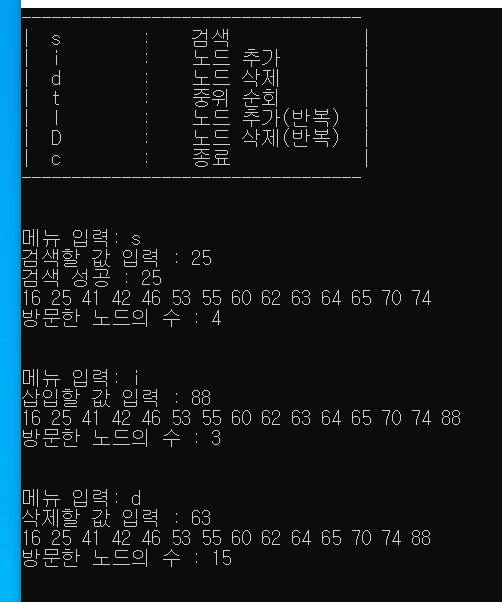 -----------------------------------
| s : 검색 |
| i : 노드 추가 |
| d : 노드 삭제 |
| t : 중위 순회 |
| I : 노드 추가(반복) |
| D : 노드 삭제(반복) |
| c : 종료 |
-----------------------------------
메뉴 입력: s
검색할 값 입력 : 25
검색 성공 : 25
16 25 41 42 46 53 55 60 62 63 64 65 70 74
방문한 노드의 수 : 4
메뉴 입력: i
삽입할 값 입력 : 88
16 25 41 42 46 53 55 60 62 63 64 65 70 74 88
방문한 노드의 수 : 3
메뉴 입력: d
삭제할 값 입력 : 63
16 25 41 42 46 53 55 60 62 64 65 70 74 88
방문한 노드의 수 : 15